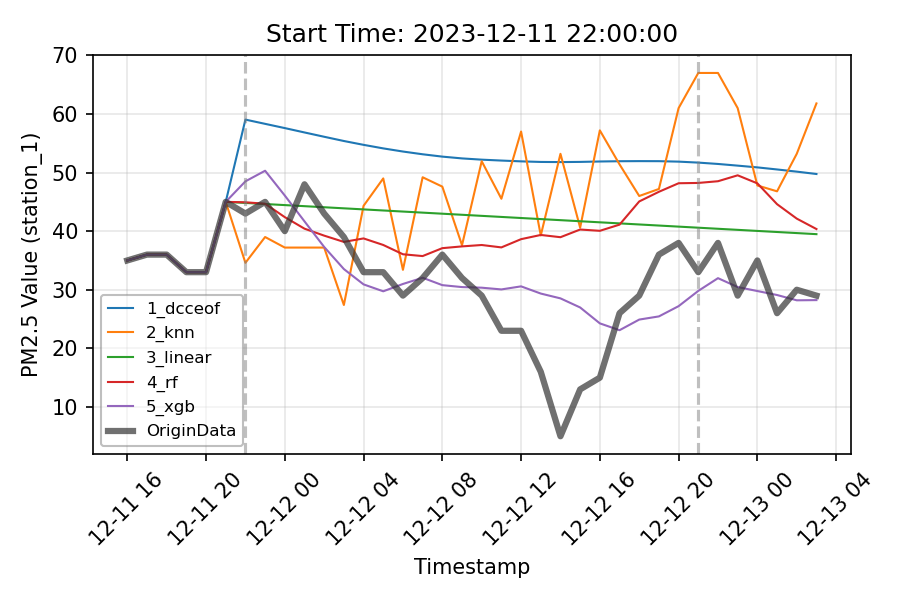 Start Time: 2023-12-11 22:00:00
PM2.5 Value (station_1)
70
60
50
40
30
20
10
1_dcceof
2_knn
3_linear
4_rf
5_xgb
OriginData
12-11 16
12-11 20
12-12 00
12-12 04
12-12 08
12-12 12
12-12 16
12-12 20
12-13 00
12-13 04
Timestamp